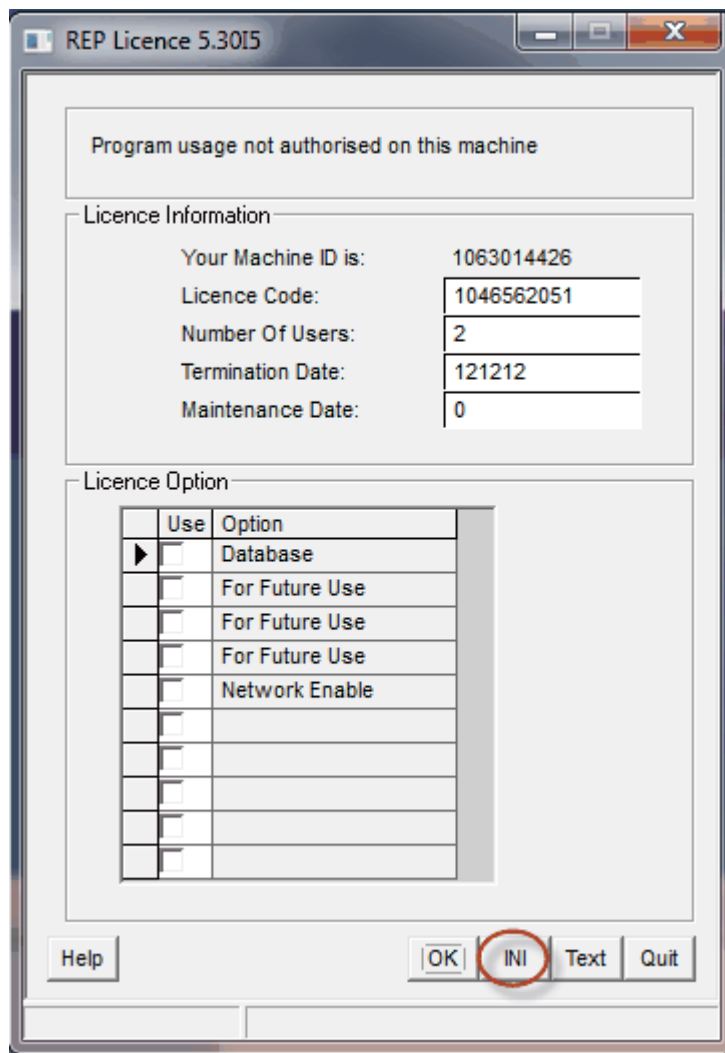 REP Licence 5.30I5
Program usage not authorised on this machine
Licence Information
Your Machine ID is: 1063014426
Licence Code: 1046562051
Number Of Users: 2
Termination Date: 121212
Maintenance Date: 0
Licence Option
Use Option
Database
For Future Use
For Future Use
For Future Use
Network Enable
Help OK INI Text Quit